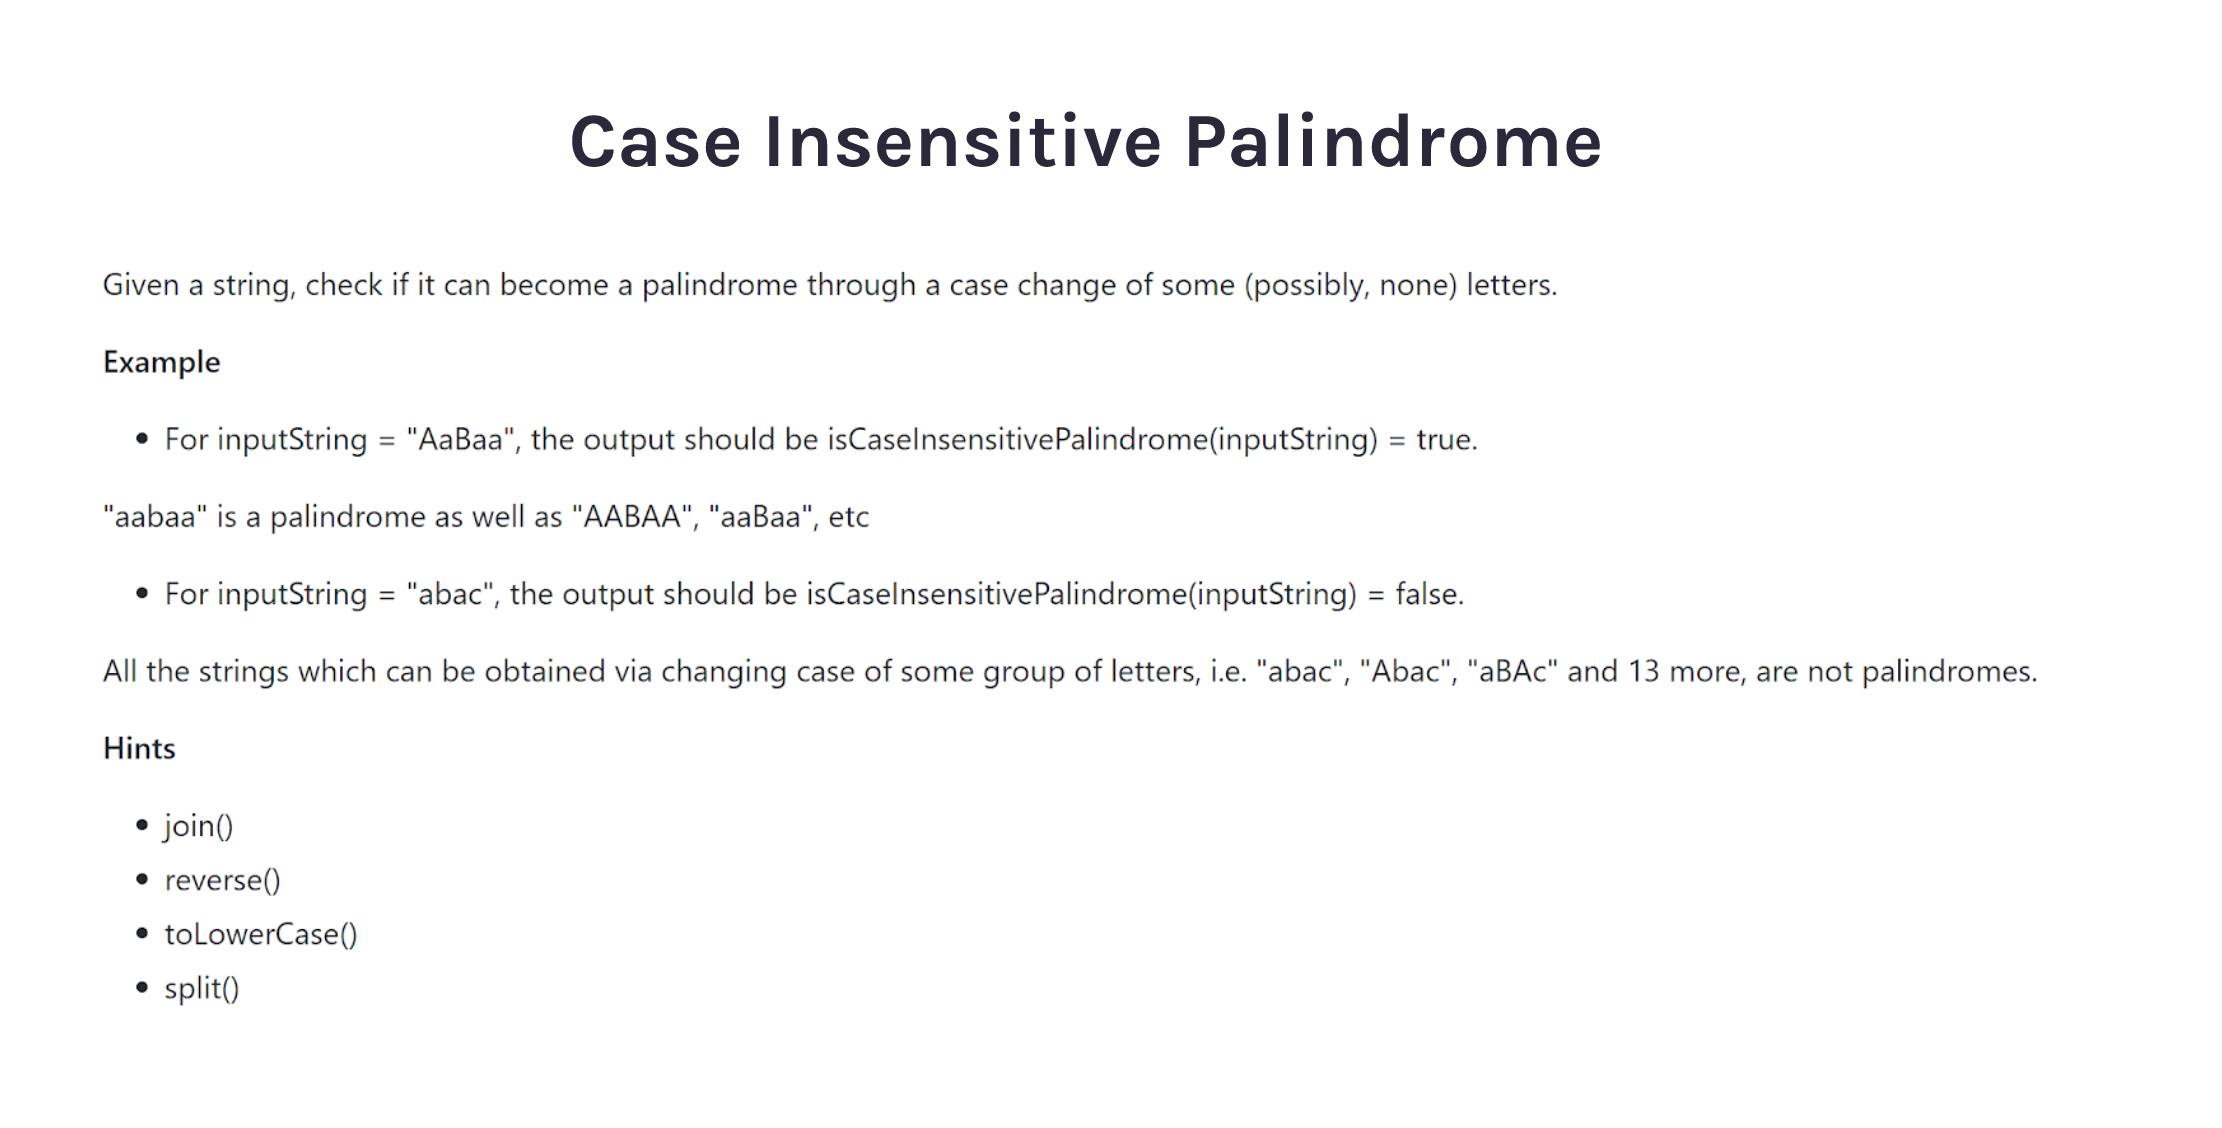 Case Insensitive Palindrome
Given a string, check if it can become a palindrome through a case change of some (possibly, none) letters.
Example
• For inputString = "AaBaa", the output should be isCaseInsensitivePalindrome(inputString) = true.
"aabaa" is a palindrome as well as "AABAA", "aaBaa", etc
• For inputString = "abac", the output should be isCaseInsensitivePalindrome(inputString) = false.
All the strings which can be obtained via changing case of some group of letters, i.e. "abac", "Abac", "aBAc" and 13 more, are not palindromes.
Hints
• join()
• reverse()
• toLowerCase()
• split()